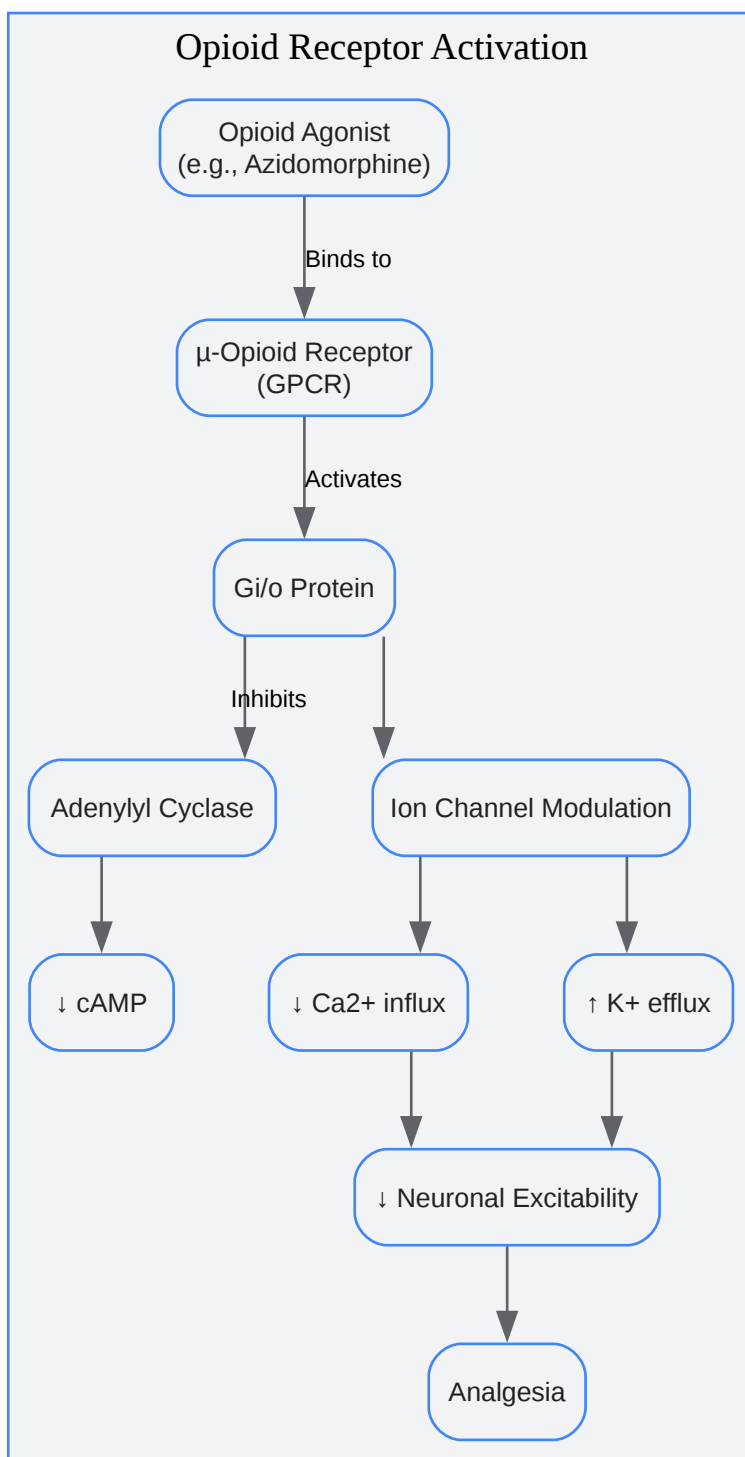 Opioid Receptor Activation
Opioid Agonist
(e.g., Azidomorphine)
Binds to
µ-Opioid Receptor
(GPCR)
Activates
Gi/o Protein
Inhibits
Adenylyl Cyclase
Ion Channel Modulation
↓ cAMP
↓ Ca2+ influx
↑ K+ efflux
↓ Neuronal Excitability
Analgesia